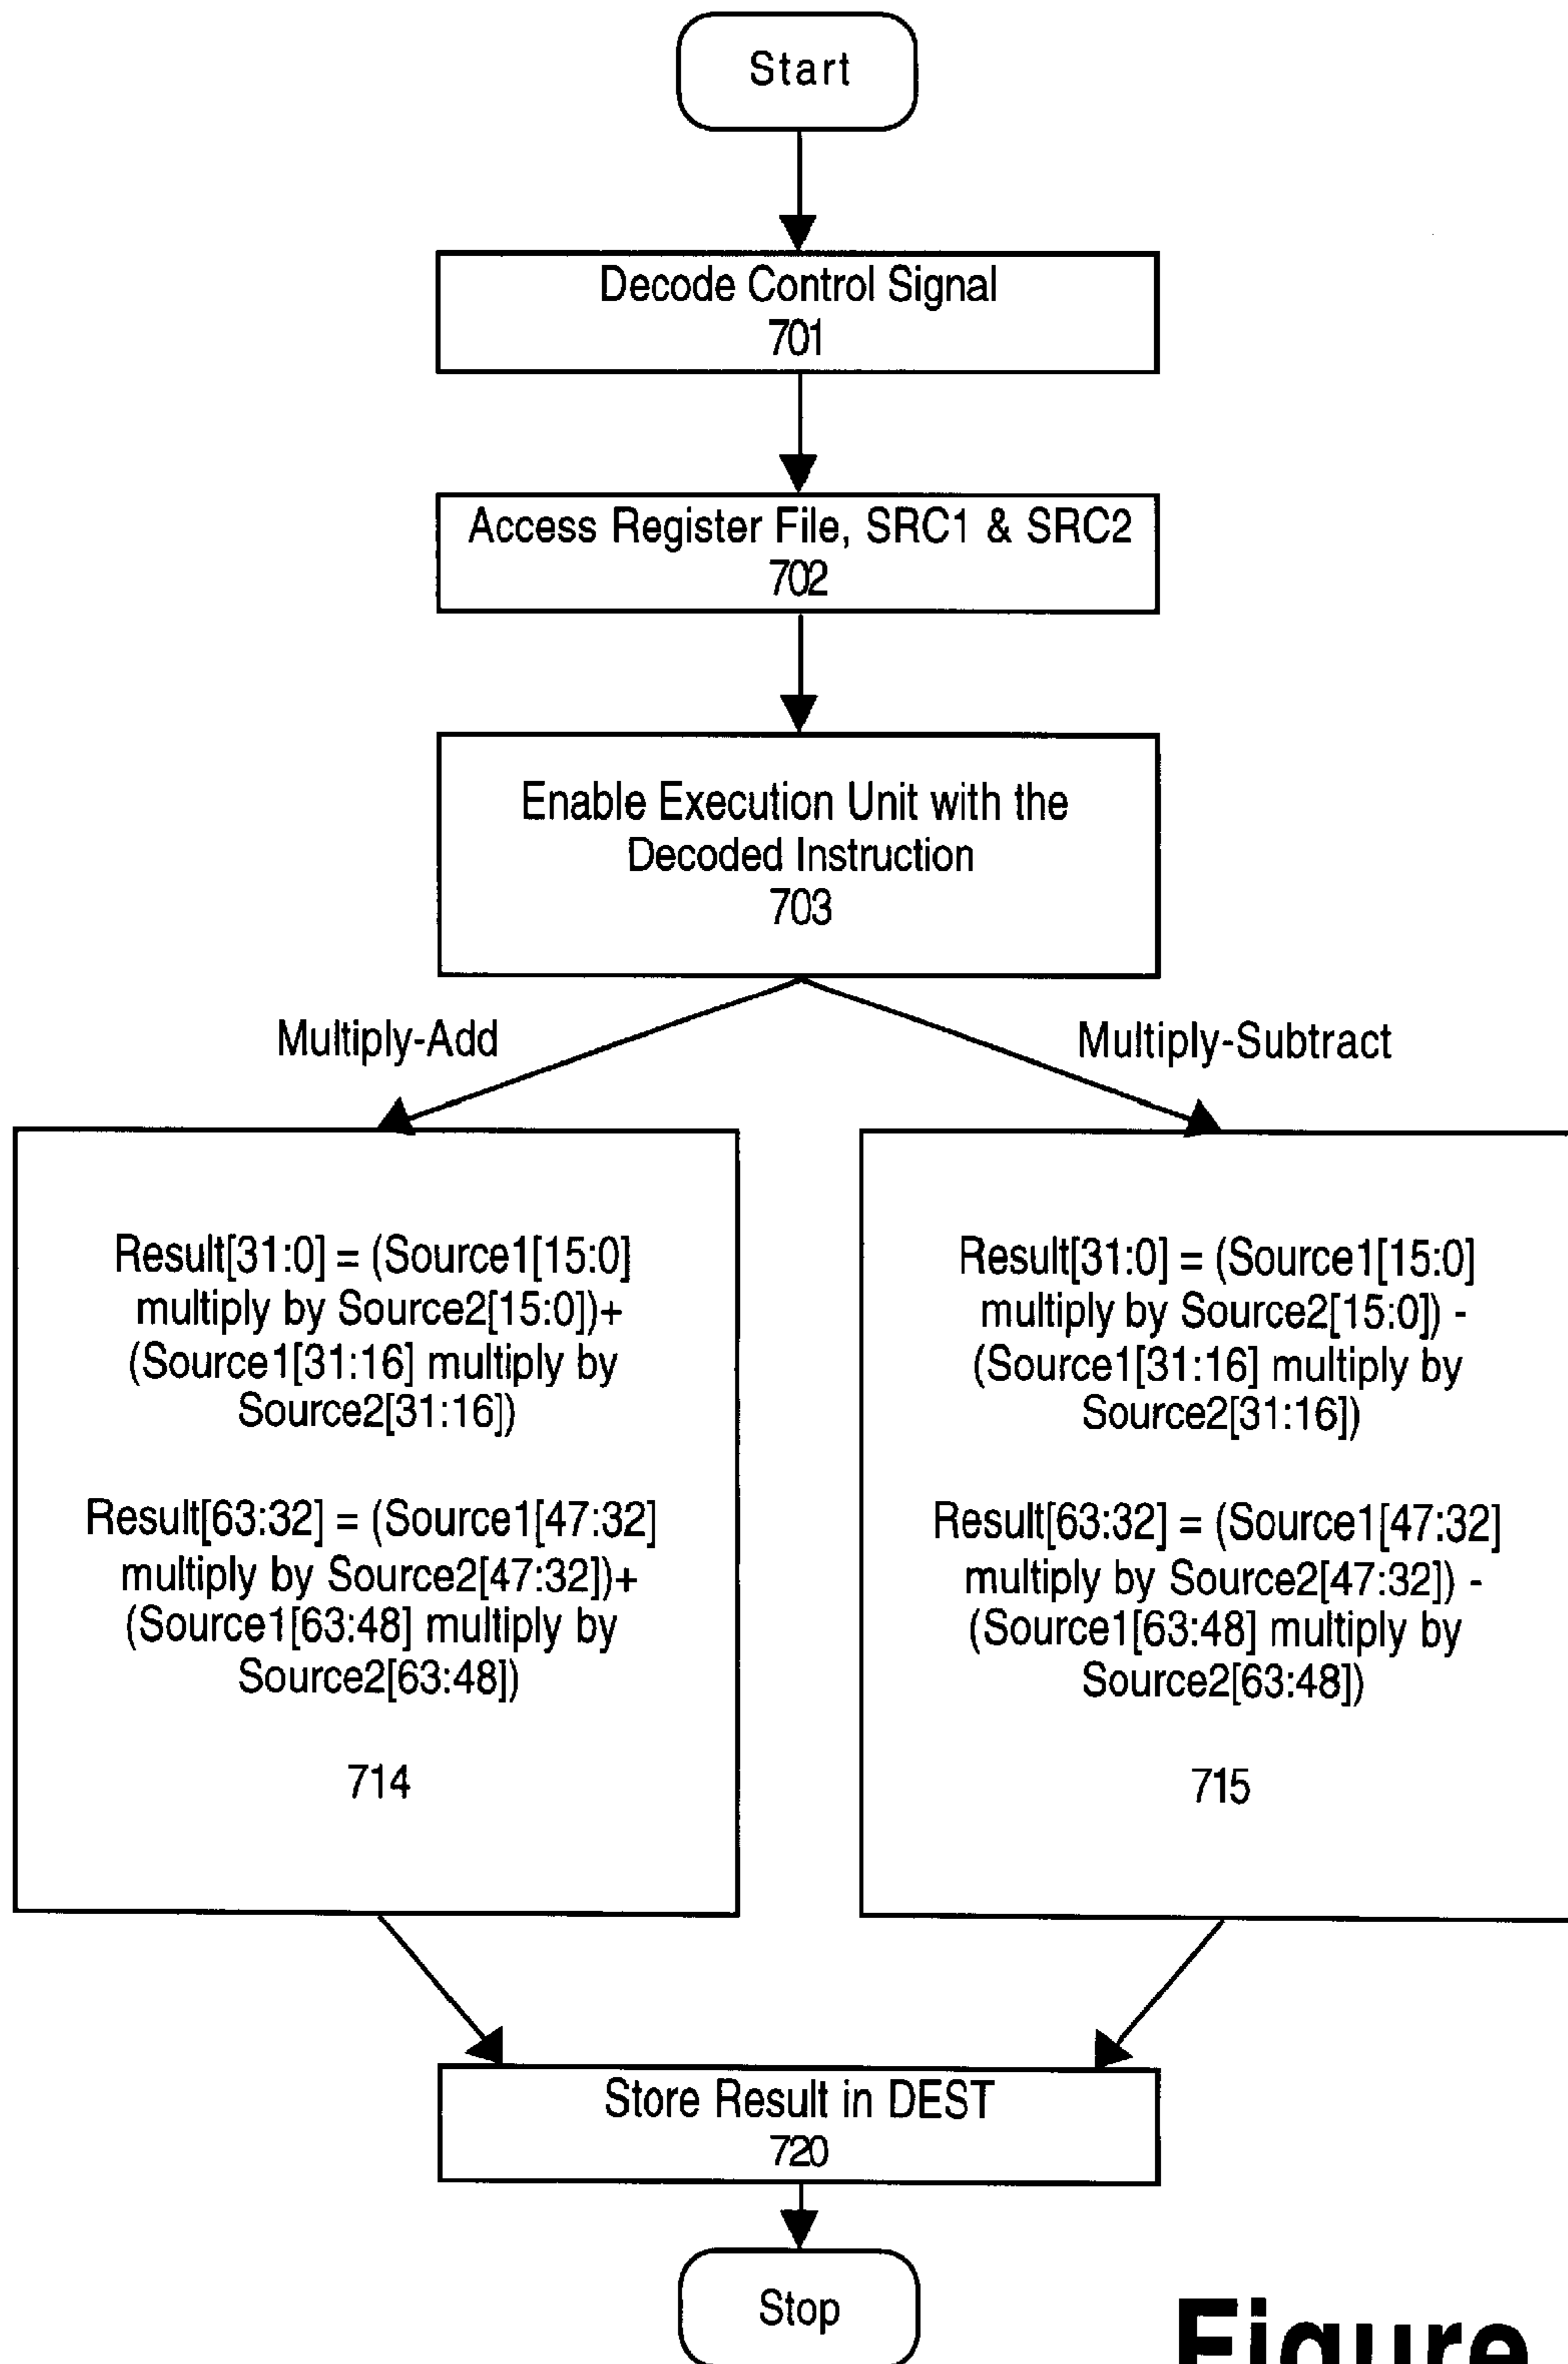 Start
Decode Control Signal
701
Access Register File, SRC1 & SRC2
702
Enable Execution Unit with the
Decoded Instruction
703
Multiply-Add
Multiply-Subtract
Result[31:0] = (Source1[15:0]
multiply by Source2[15:0])+
(Source1[31:16] multiply by
Source2[31:16])
Result[63:32] = (Source1[47:32]
multiply by Source2[47:32])+
(Source1[63:48] multiply by
Source2[63:48])
714
Result[31:0] = (Source1[15:0]
multiply by Source2[15:0]) -
(Source1[31:16] multiply by
Source2[31:16])
Result[63:32] = (Source1[47:32]
multiply by Source2[47:32]) -
(Source1[63:48] multiply by
Source2[63:48])
715
Store Result in DEST
720
Stop
Figure